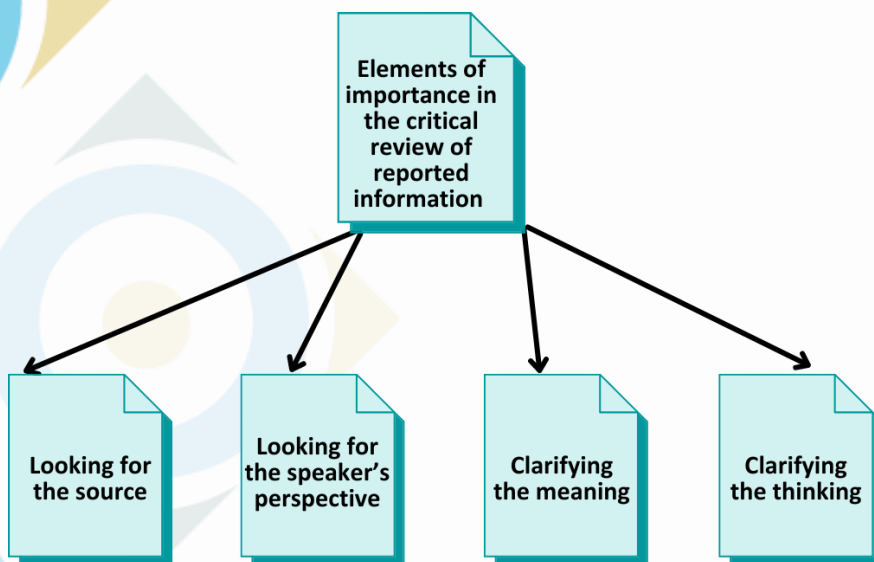 Elements of
importance in
the critical
review of
reported
information
Looking for
the source
Looking for
the speaker's
perspective
Clarifying
the meaning
Clarifying
the thinking